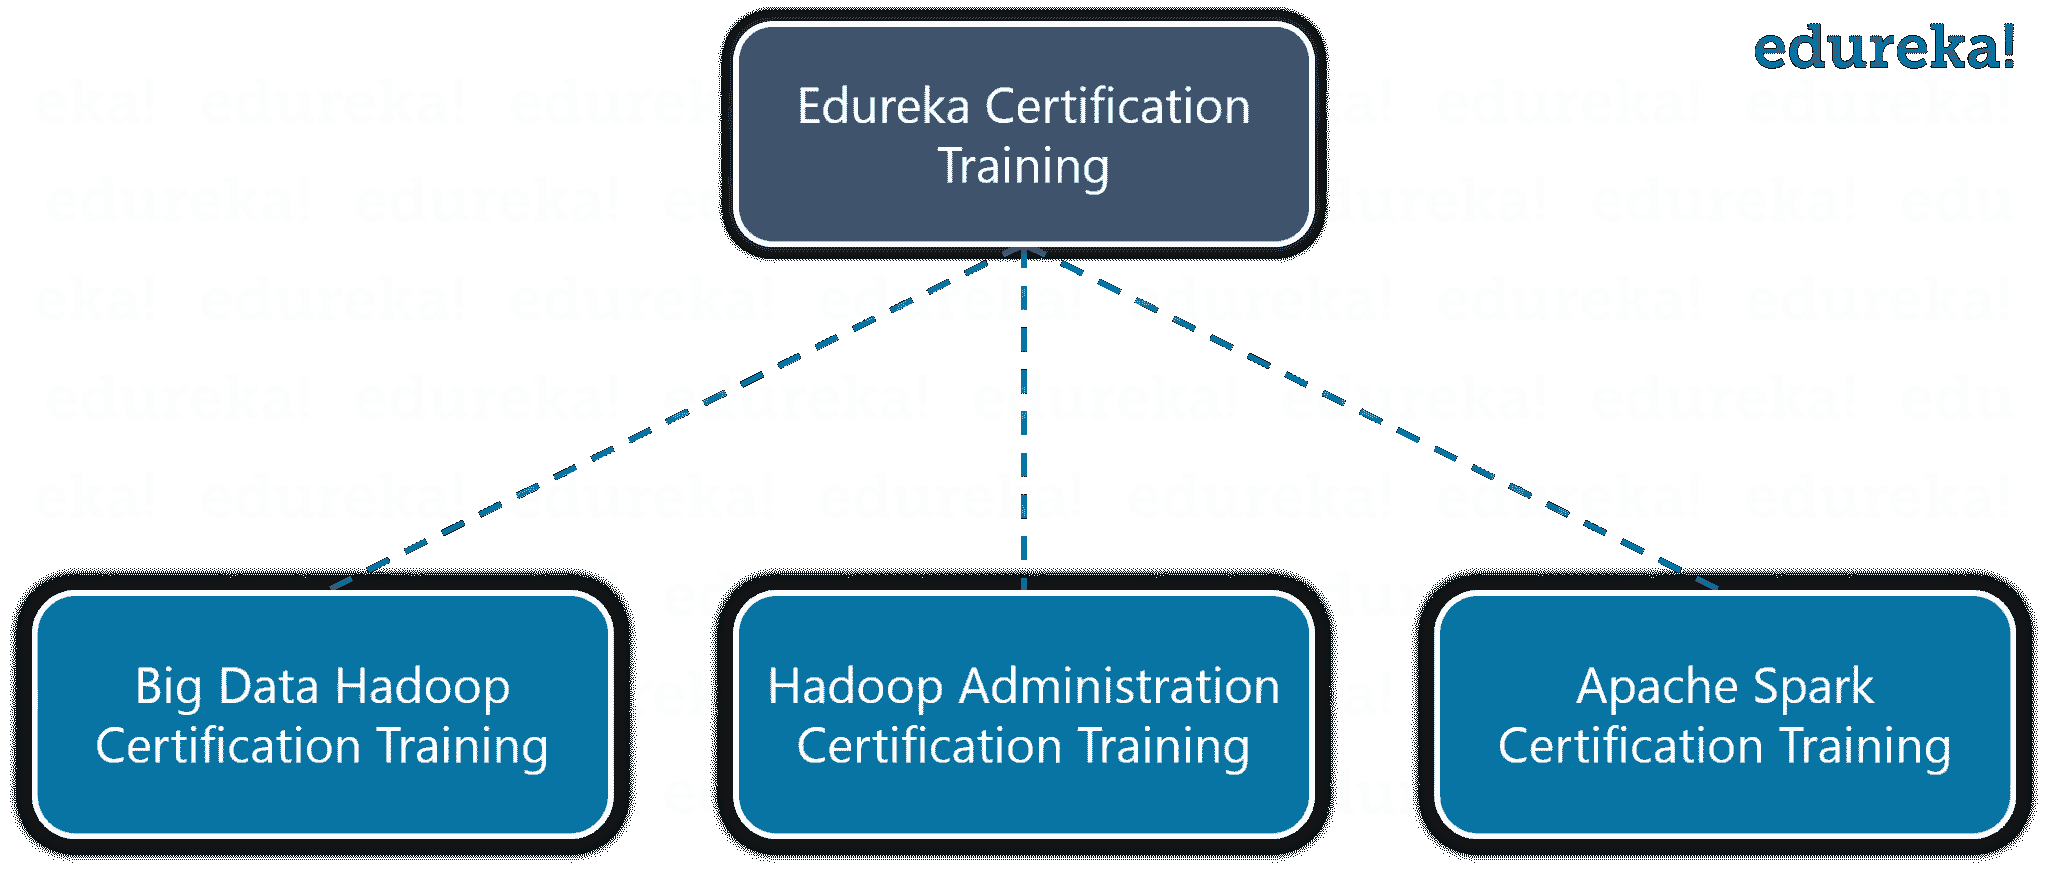 edureka!
Edureka Certification
Training
Big Data Hadoop
Certification Training
Hadoop Administration
Certification Training
Apache Spark
Certification Training